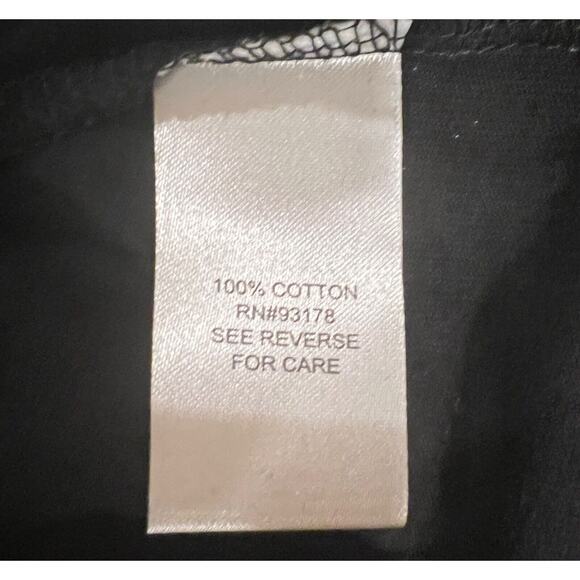 100% COTTON
RN#93178
SEE REVERSE
FOR CARE